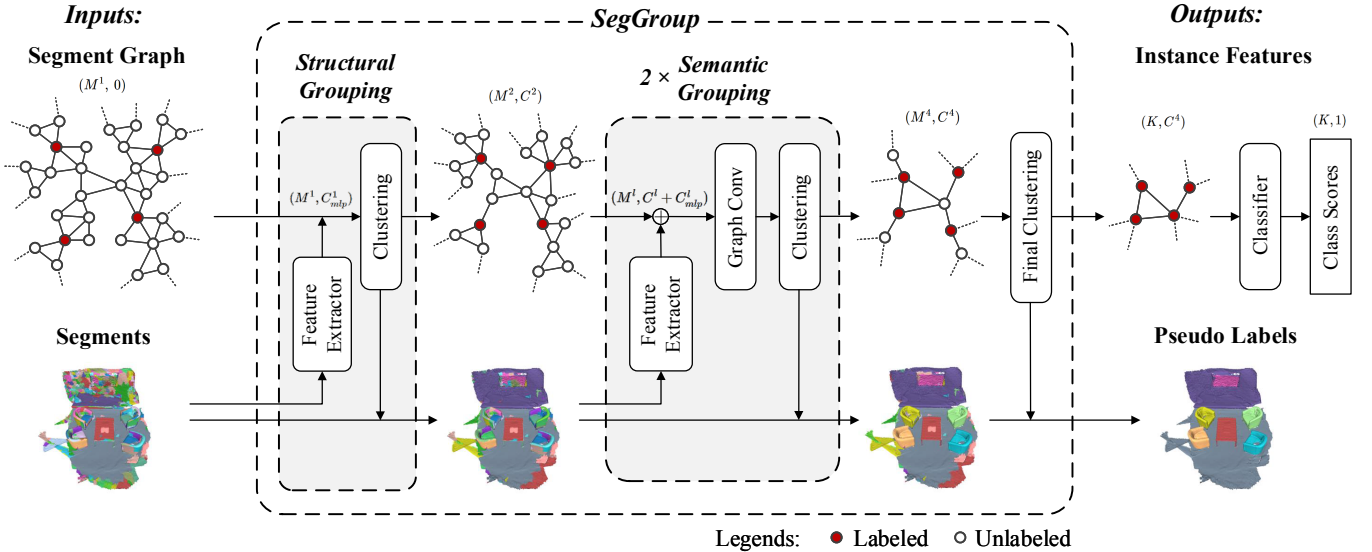 Inputs:
SegGroup
Outputs:
Segment Graph
Instance Features
Structural
Grouping
2 × Semantic
Grouping
(M¹, 0)
(M², C²)
(M⁴, C⁴)
(K, C⁴)
(K, 1)
(M¹, C¹ₘₗₚ)
Clustering
(Mˡ, Cˡ + Cˡₘₗₚ)
Graph Conv
Clustering
Final Clustering
Classifier
Class Scores
Feature
Extractor
Feature
Extractor
Segments
Pseudo Labels
Legends: Labeled Unlabeled